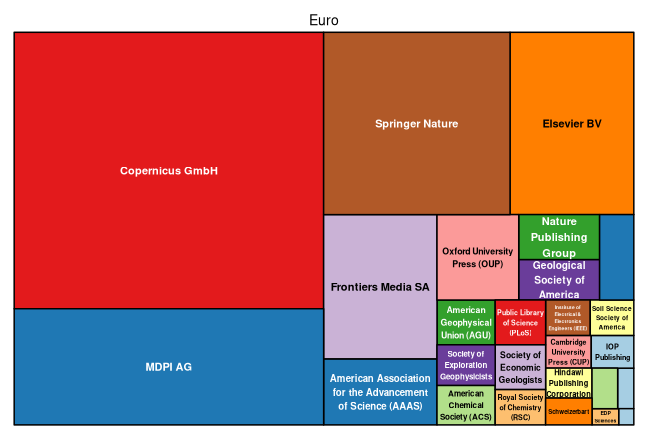 Euro
Copernicus GmbH
Springer Nature
Elsevier BV
MDPI AG
Frontiers Media SA
American Association
for the Advancement
of Science (AAAS)
Oxford University
Press (OUP)
Nature
Publishing
Group
Geological
Society of
America
American
Geophysical
Union (AGU)
Public Library
of Science
(PLoS)
Institute of
Electrical &
Electronics
Engineers (IEEE)
Soil Science
Society of
America
Society of
Exploration
Geophysicists
Society of
Economic
Geologists
Cambridge
University
Press (CUP)
IOP
Publishing
American
Chemical
Society (ACS)
Royal Society
of Chemistry
(RSC)
Hindawi
Publishing
Corporation
Schweizerbart
EDP
Sciences